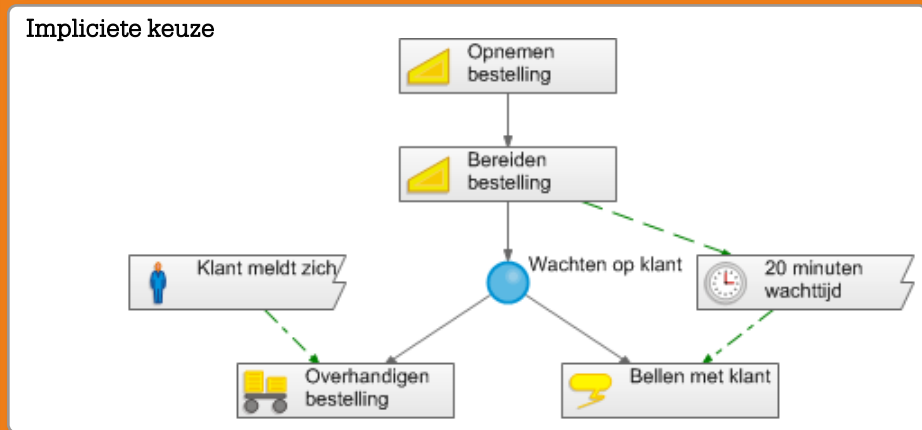 Impliciete keuze
Opnemen
bestelling
Bereiden
bestelling
Klant meldt zich
Wachten op klant
20 minuten
wachttijd
Overhandigen
bestelling
Bellen met klant